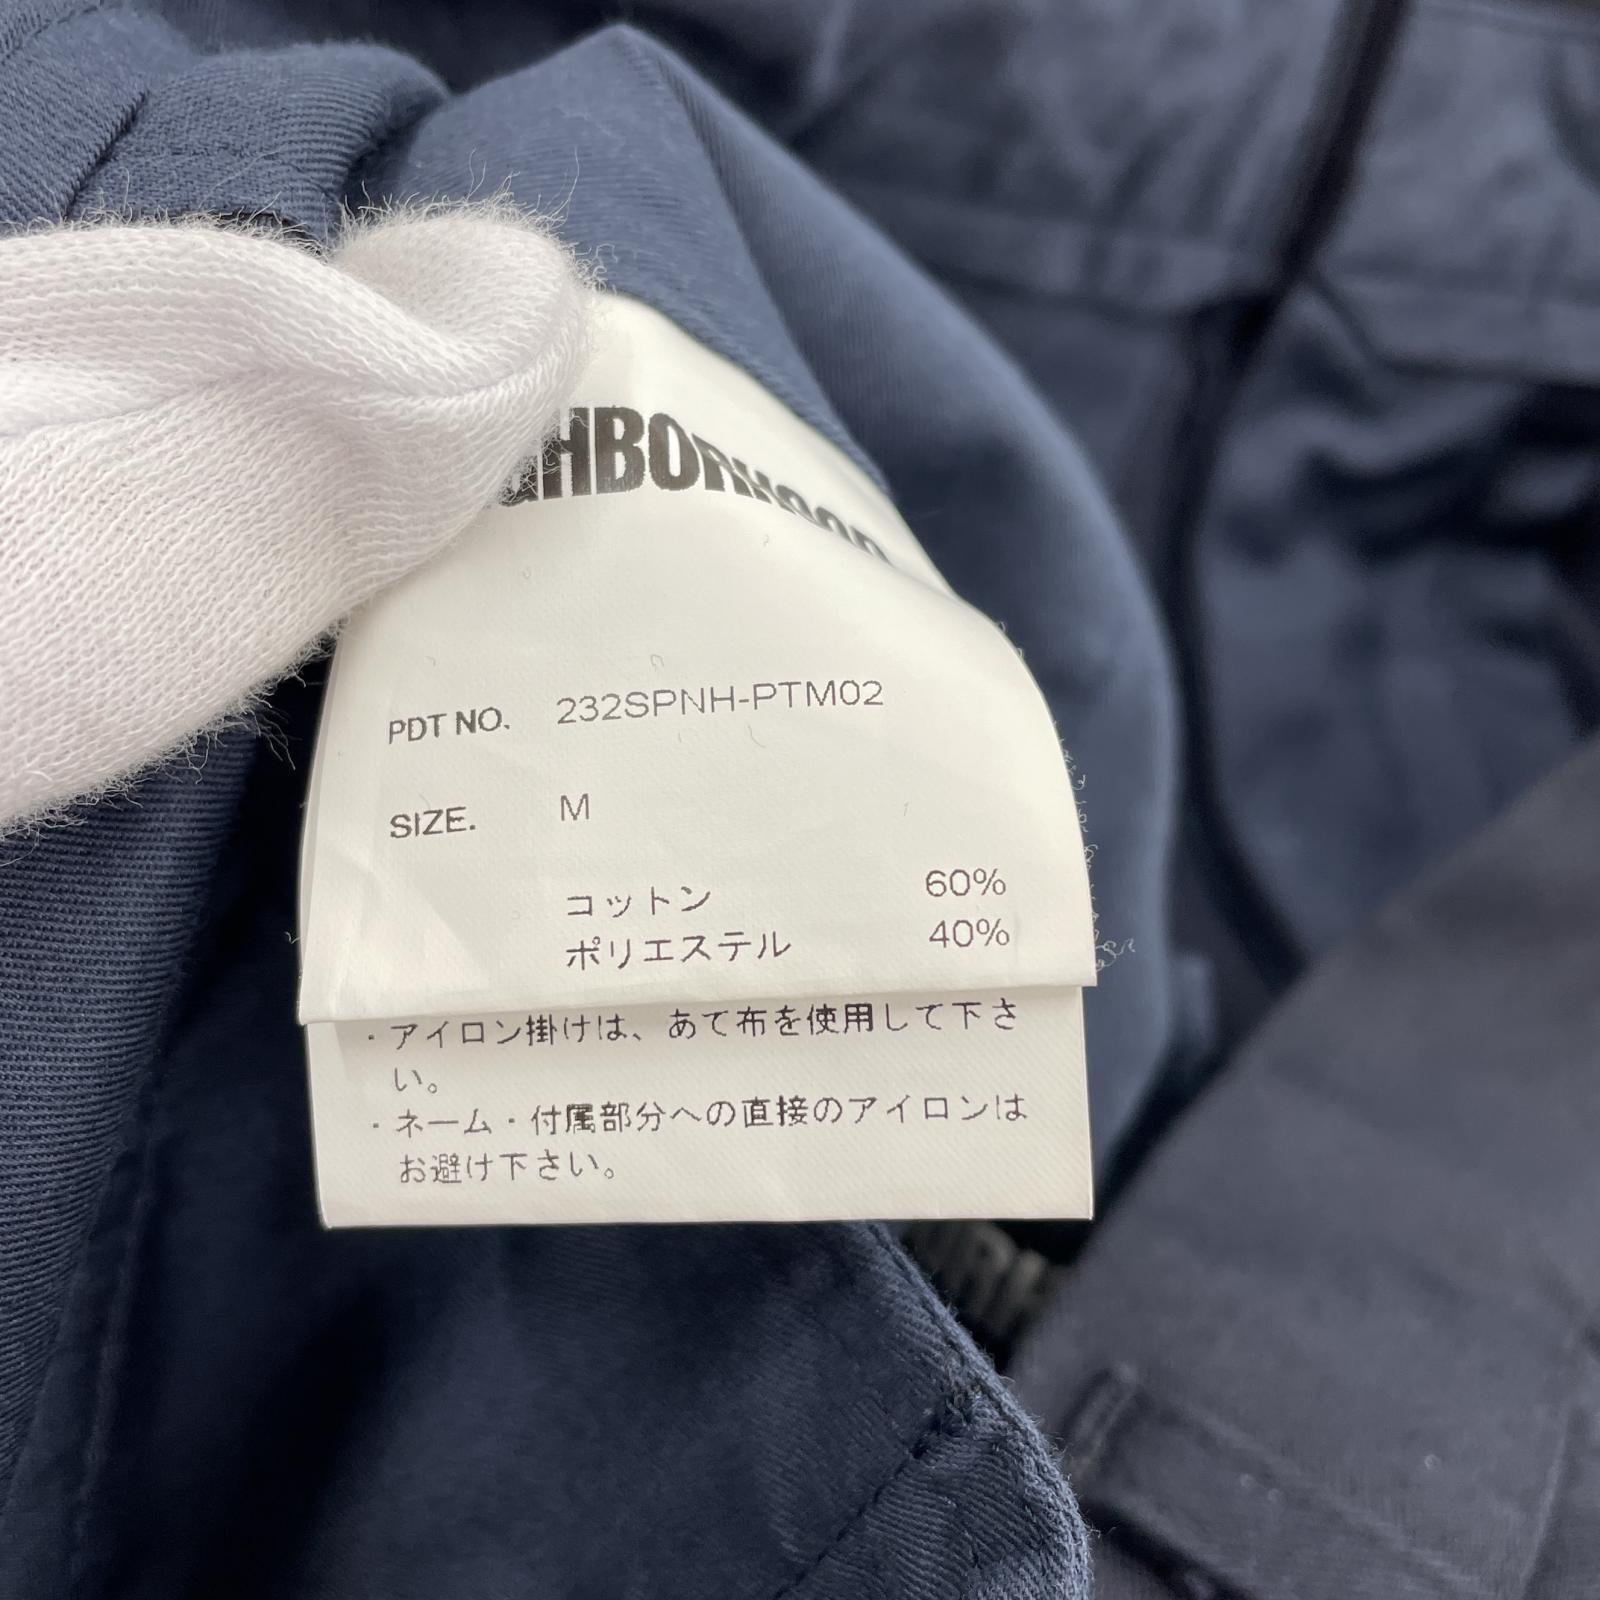 HBORHOOD
PDT NO. 232SPNH-PTM02
SIZE. M
コットン 60%
ポリエステル 40%
・アイロン掛けは、あて布を使用して下さ
い。
・ネーム・付属部分への直接のアイロンは
お避け下さい。